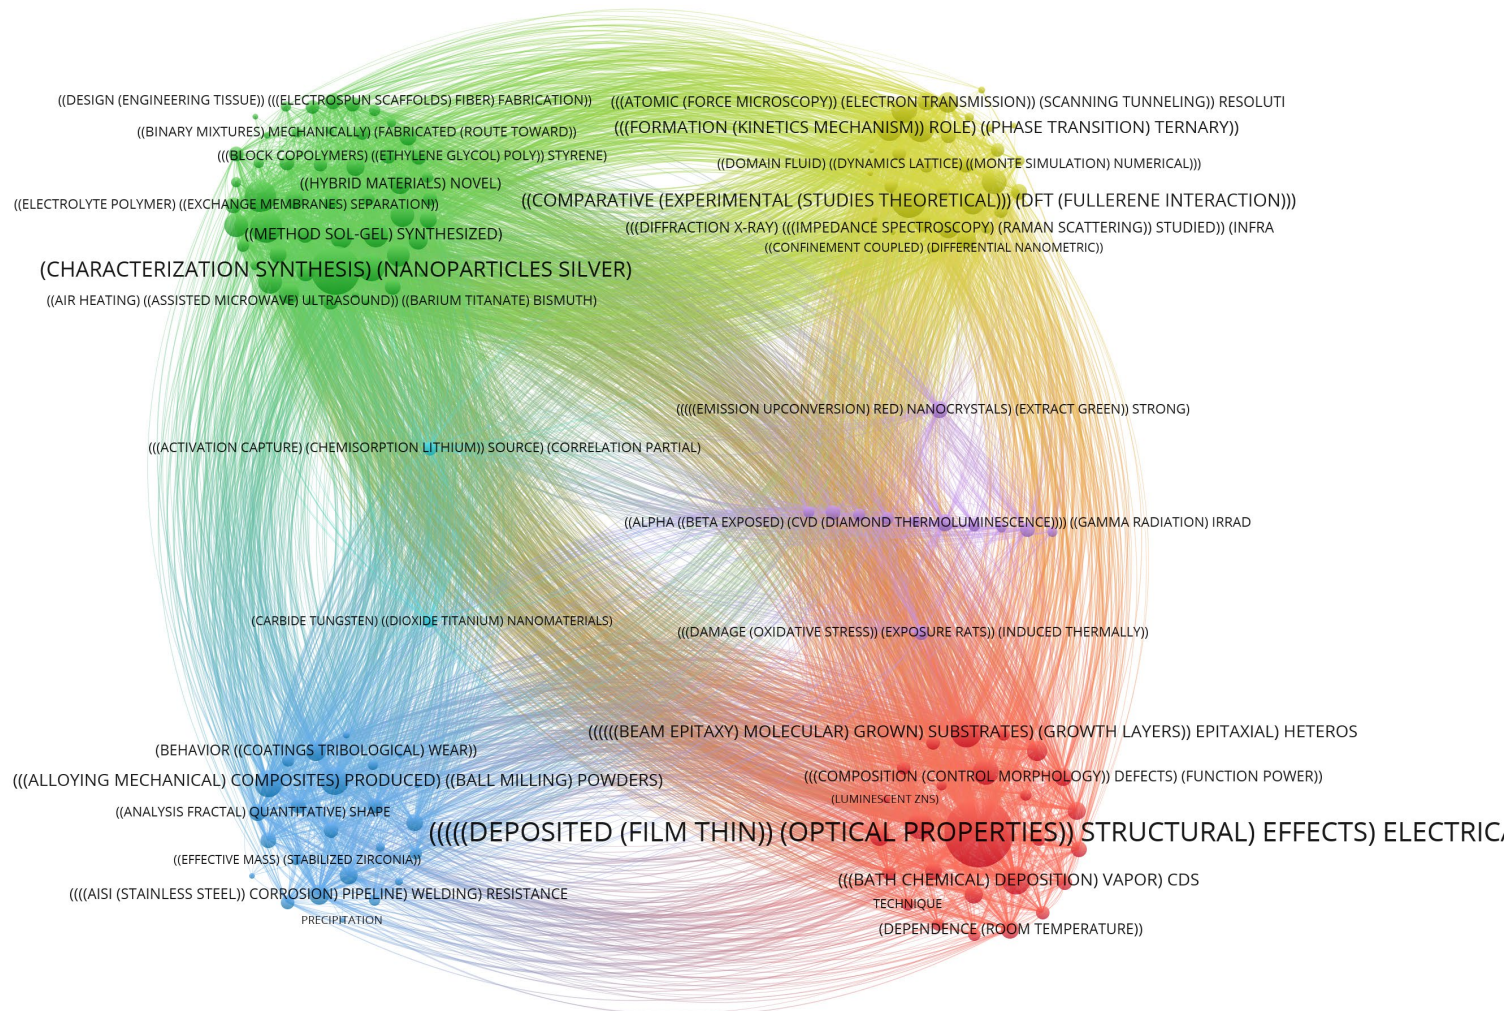 ((DESIGN (ENGINEERING TISSUE)) (((ELECTROSPUN SCAFFOLDS) FIBER) FABRICATION))
(((ATOMIC (FORCE MICROSCOPY)) (ELECTRON TRANSMISSION)) (SCANNING TUNNELING)) RESOLUTI
((BINARY MIXTURES) MECHANICALLY) (FABRICATED (ROUTE TOWARD))
(((FORMATION (KINETICS MECHANISM)) ROLE) ((PHASE TRANSITION) TERNARY))
(((BLOCK COPOLYMERS) ((ETHYLENE GLYCOL) POLY)) STYRENE)
((DOMAIN FLUID) ((DYNAMICS LATTICE) ((MONTE SIMULATION) NUMERICAL)))
((HYBRID MATERIALS) NOVEL)
((ELECTROLYTE POLYMER) ((EXCHANGE MEMBRANES) SEPARATION))
((COMPARATIVE (EXPERIMENTAL (STUDIES THEORETICAL))) (DFT (FULLERENE INTERACTION)))
((METHOD SOL-GEL) SYNTHESIZED)
(((DIFFRACTION X-RAY) (((IMPEDANCE SPECTROSCOPY) (RAMAN SCATTERING)) STUDIED)) (INFRA
((CONFINEMENT COUPLED) (DIFFERENTIAL NANOMETRIC))
(CHARACTERIZATION SYNTHESIS) (NANOPARTICLES SILVER)
((AIR HEATING) ((ASSISTED MICROWAVE) ULTRASOUND)) ((BARIUM TITANATE) BISMUTH)
(((((EMISSION UPCONVERSION) RED) NANOCRYSTALS) (EXTRACT GREEN)) STRONG)
(((ACTIVATION CAPTURE) (CHEMISORPTION LITHIUM)) SOURCE) (CORRELATION PARTIAL)
((ALPHA ((BETA EXPOSED) (CVD (DIAMOND THERMOLUMINESCENCE)))) ((GAMMA RADIATION) IRRAD
(CARBIDE TUNGSTEN) ((DIOXIDE TITANIUM) NANOMATERIALS)
(((DAMAGE (OXIDATIVE STRESS)) (EXPOSURE RATS)) (INDUCED THERMALLY))
((((((BEAM EPITAXY) MOLECULAR) GROWN) SUBSTRATES) (GROWTH LAYERS)) EPITAXIAL) HETEROS
(BEHAVIOR ((COATINGS TRIBOLOGICAL) WEAR))
(((ALLOYING MECHANICAL) COMPOSITES) PRODUCED) ((BALL MILLING) POWDERS)
(((COMPOSITION (CONTROL MORPHOLOGY)) DEFECTS) (FUNCTION POWER))
(LUMINESCENT ZNS)
((ANALYSIS FRACTAL) QUANTITATIVE) SHAPE
(((((DEPOSITED (FILM THIN)) (OPTICAL PROPERTIES)) STRUCTURAL) EFFECTS) ELECTRICA
((EFFECTIVE MASS) (STABILIZED ZIRCONIA))
(((BATH CHEMICAL) DEPOSITION) VAPOR) CDS
((((AISI (STAINLESS STEEL)) CORROSION) PIPELINE) WELDING) RESISTANCE
TECHNIQUE
PRECIPITATION
(DEPENDENCE (ROOM TEMPERATURE))